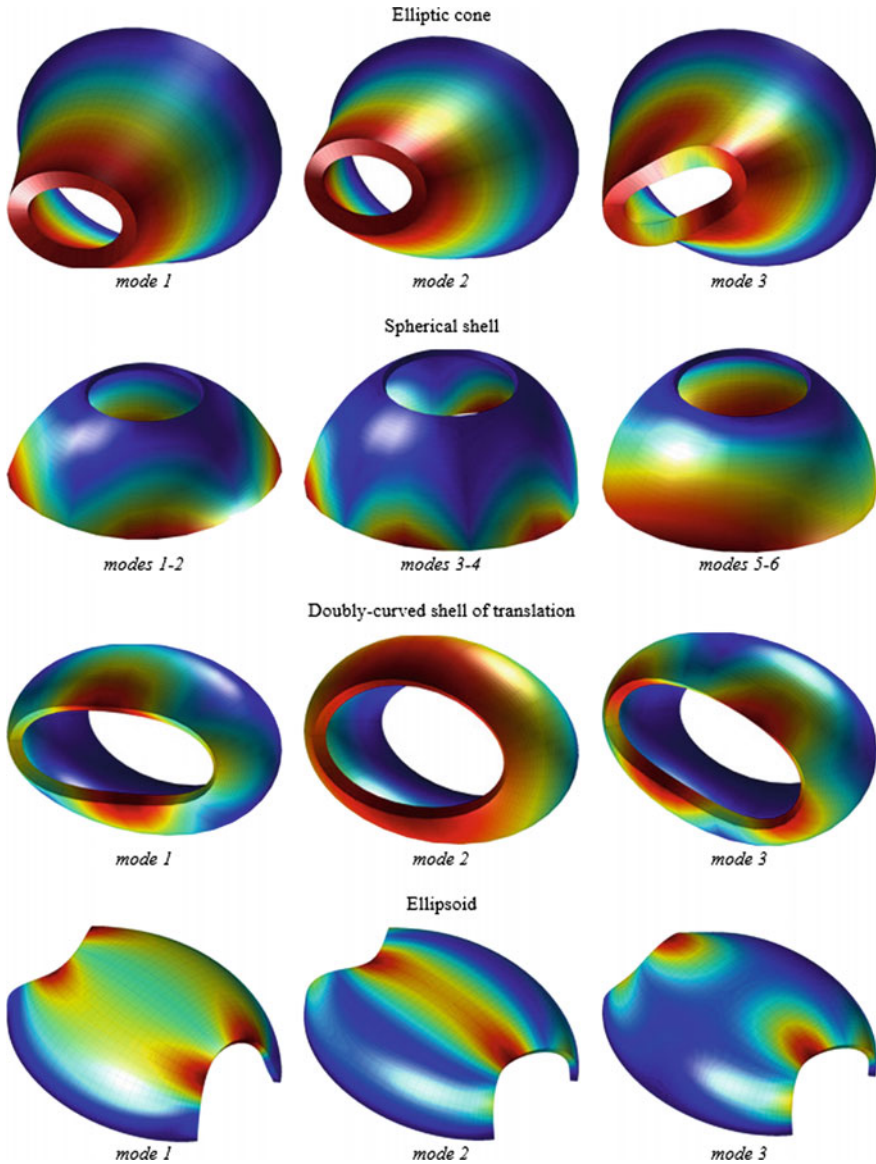 Elliptic cone
mode 1 mode 2 mode 3
Spherical shell
modes 1-2 modes 3-4 modes 5-6
Doubly-curved shell of translation
mode 1 mode 2 mode 3
Ellipsoid
mode 1 mode 2 mode 3